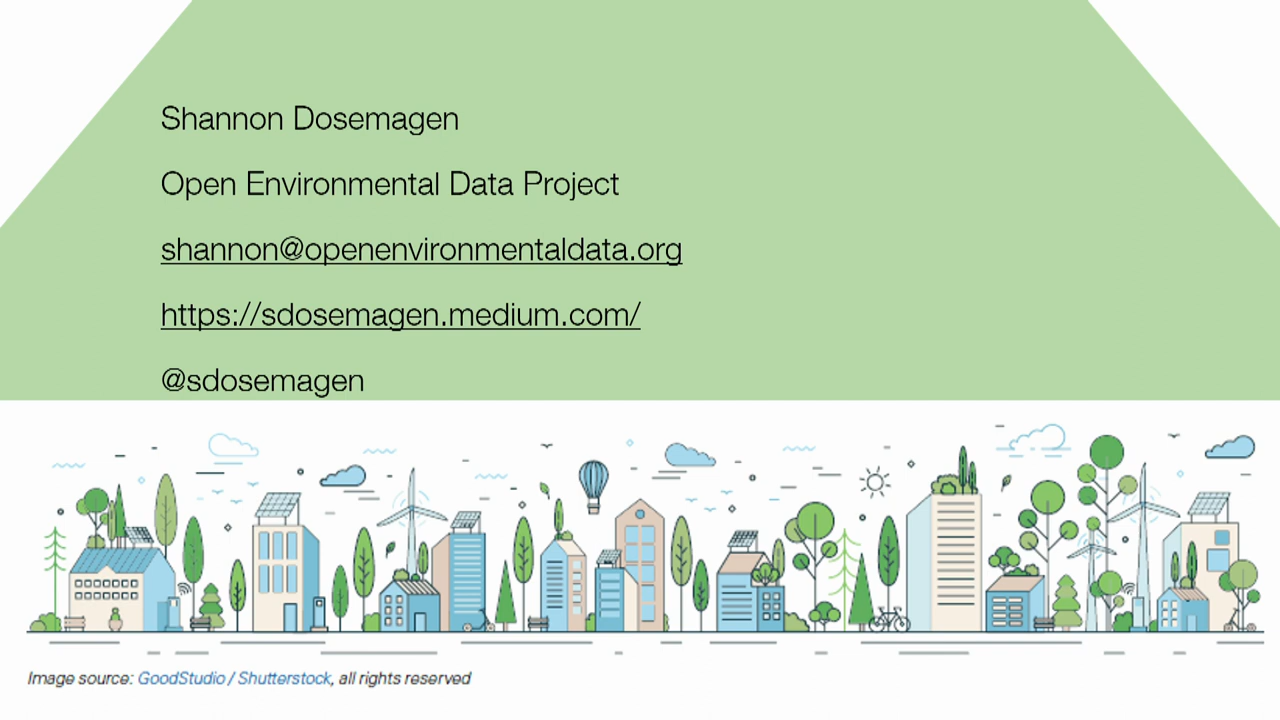 Shannon Dosemagen
Open Environmental Data Project
shannon@openenvironmentaldata.org
https://sdosemagen.medium.com/
@sdosemagen
Image source: GoodStudio / Shutterstock, all rights reserved